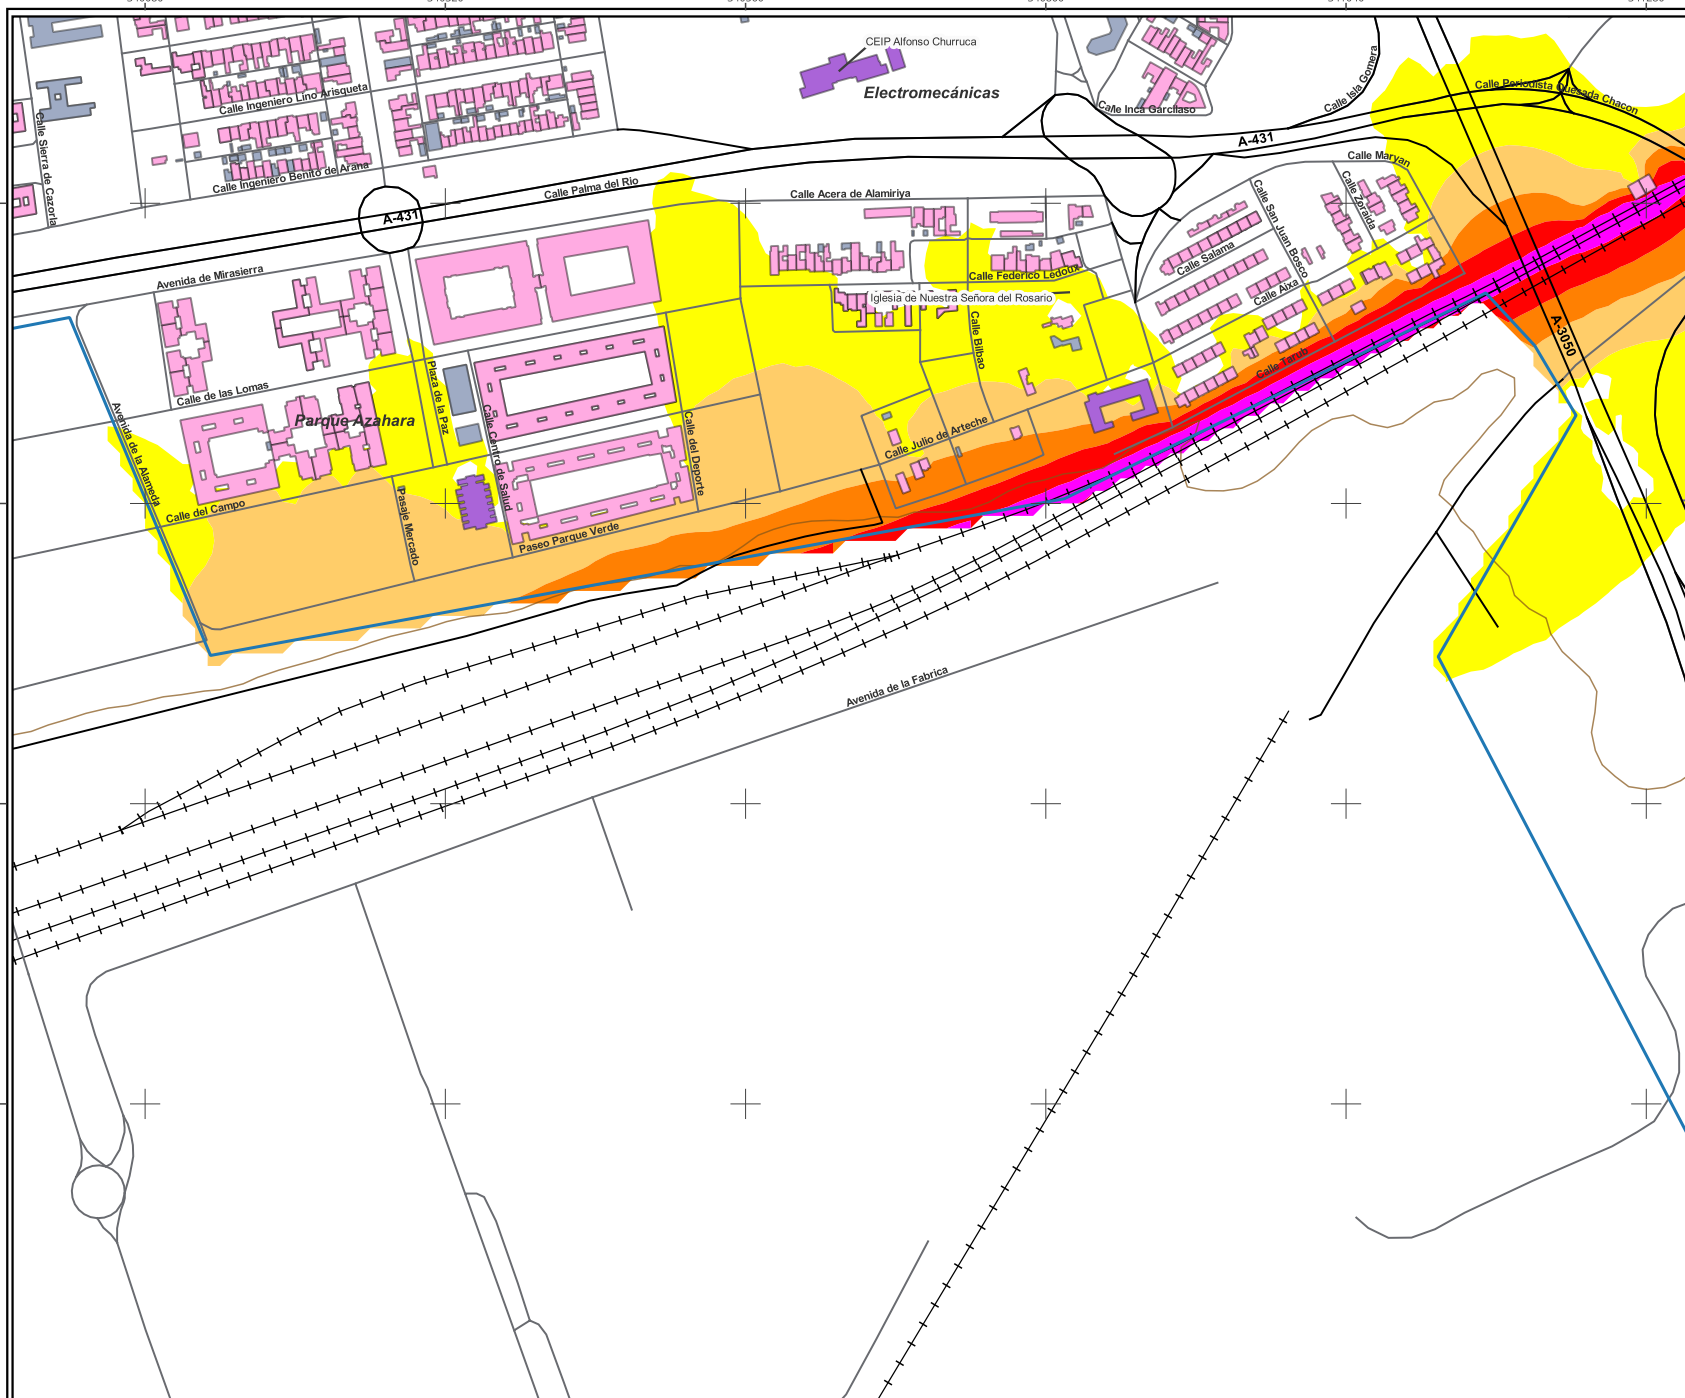 CEIP Alfonso Churruca
Electromecánicas
Calle Ingeniero Lino Arisqueta
Calle Sierra de Cazorla
Calle Ingeniero Benito de Arana
Calle Inca Garcilaso
Calle Isla Gomera
Calle Periodista Quesada Chacon
A-431
Calle Maryan
Calle Palma del Rio
Calle Acera de Alamiriya
A-431
Calle Zoraida
Calle San Juan Bosco
Calle Salama
Avenida de Mirasierra
Calle Federico Ledoux
Calle Aixa
Iglesia de Nuestra Señora del Rosario
Calle Bilbao
A-3050
Calle Tarub
Calle de las Lomas
Plaza de la Paz
Parque Azahara
Avenida de la Alameda
Calle Centro de Salud
Calle del Deporte
Calle Julio de Arteche
Calle del Campo
Pasaje Mercado
Paseo Parque Verde
Avenida de la Fabrica